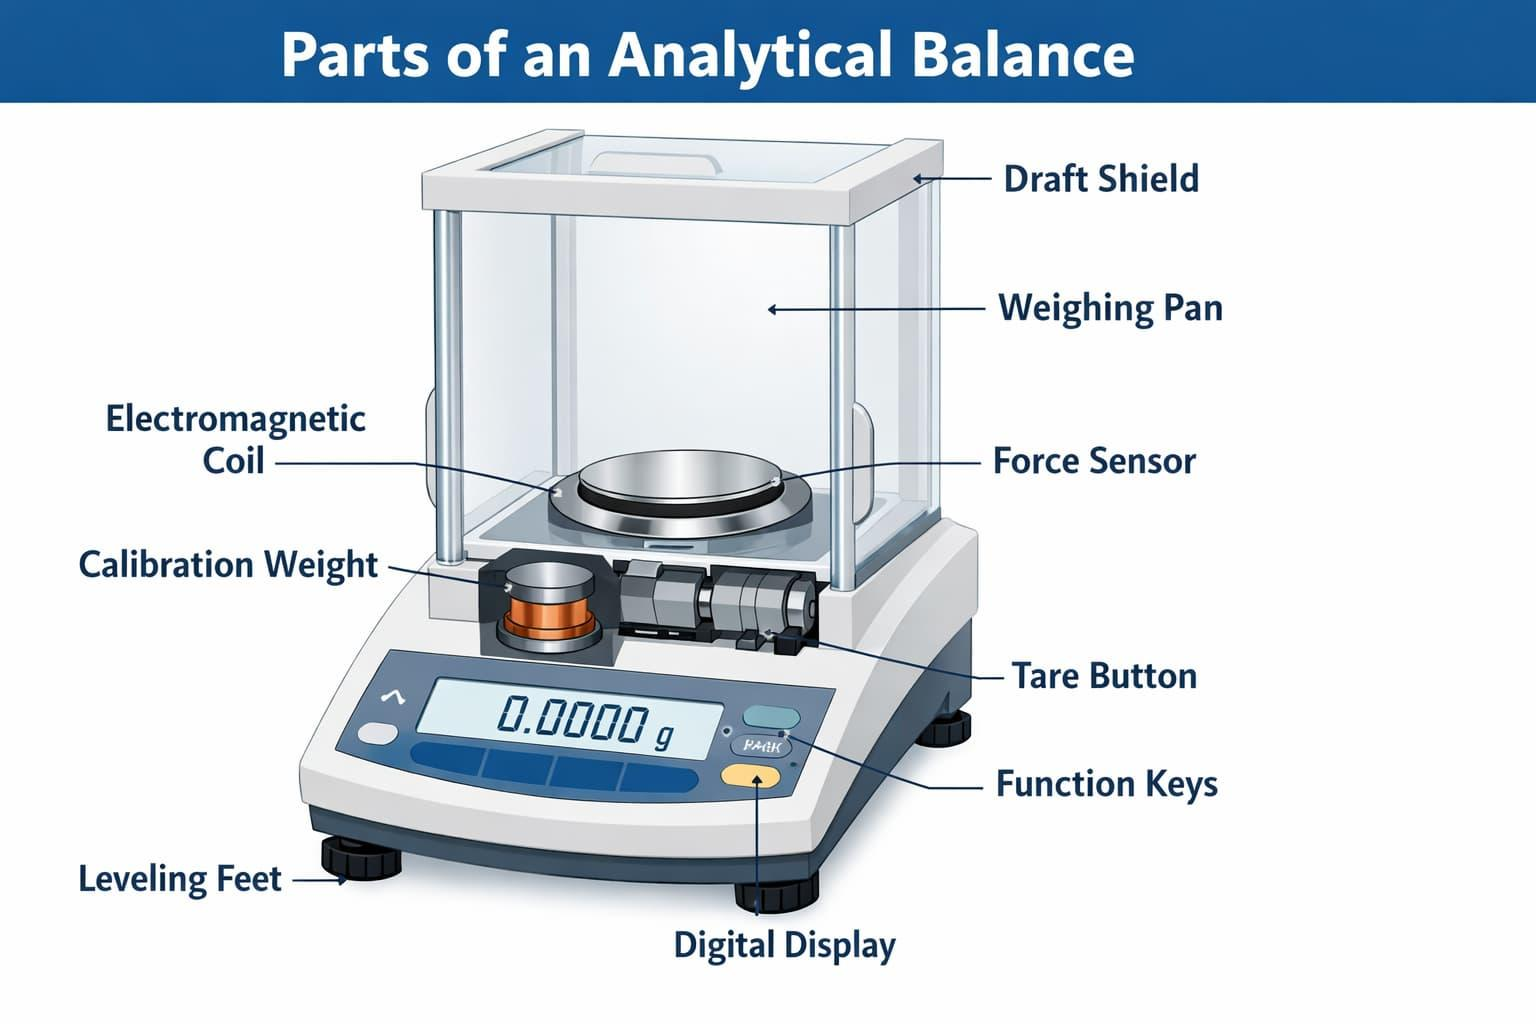 Parts of an Analytical Balance
Draft Shield
Weighing Pan
Electromagnetic
Coil
Force Sensor
Calibration Weight
Tare Button
0.0000 g
Function Keys
Leveling Feet
Digital Display